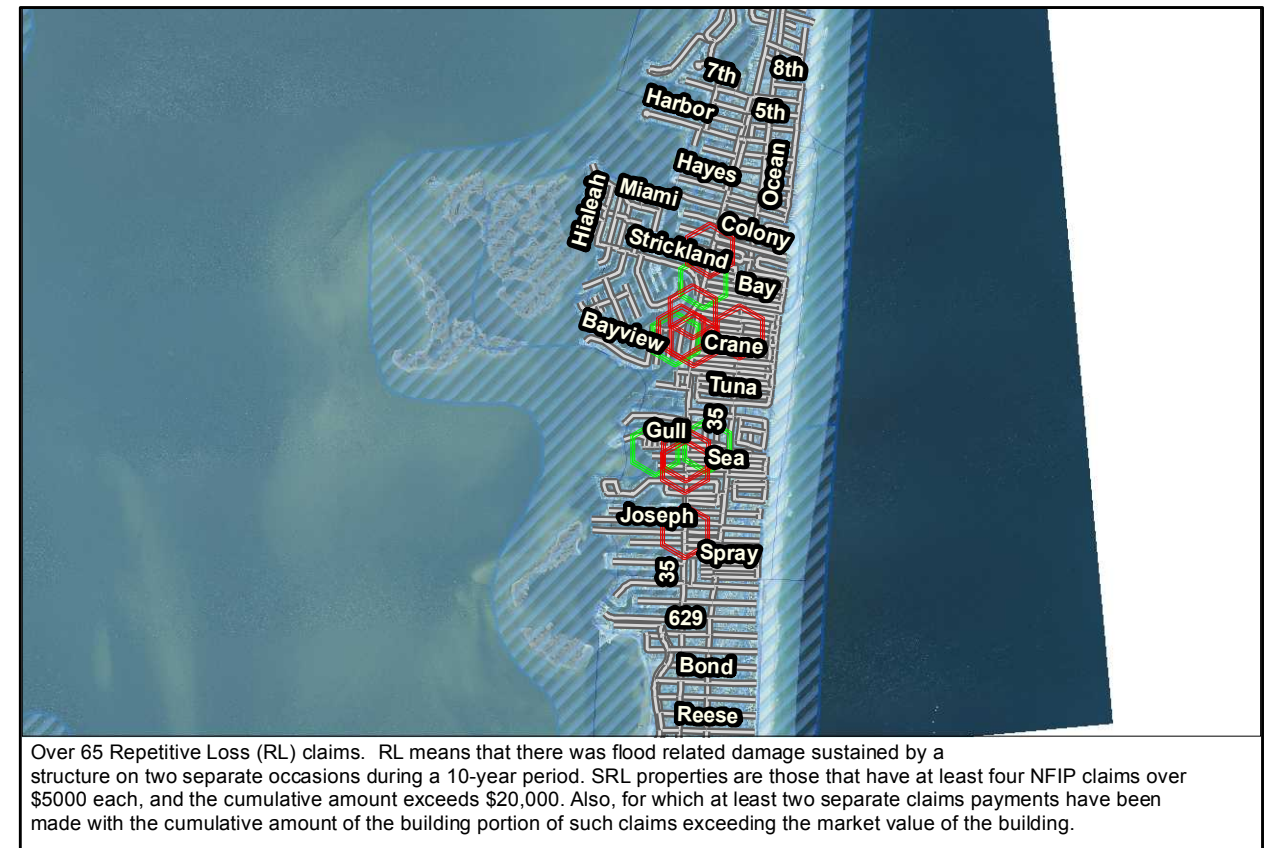 7th
8th
Harbor
5th
Hayes
Ocean
Miami
Hialeah
Colony
Strickland
Bay
Bayview
Crane
Tuna
35
Gull
Sea
Joseph
Spray
35
629
Bond
Reese
Over 65 Repetitive Loss (RL) claims. RL means that there was flood related damage sustained by a
structure on two separate occasions during a 10-year period. SRL properties are those that have at least four NFIP claims over
$5000 each, and the cumulative amount exceeds $20,000. Also, for which at least two separate claims payments have been
made with the cumulative amount of the building portion of such claims exceeding the market value of the building.